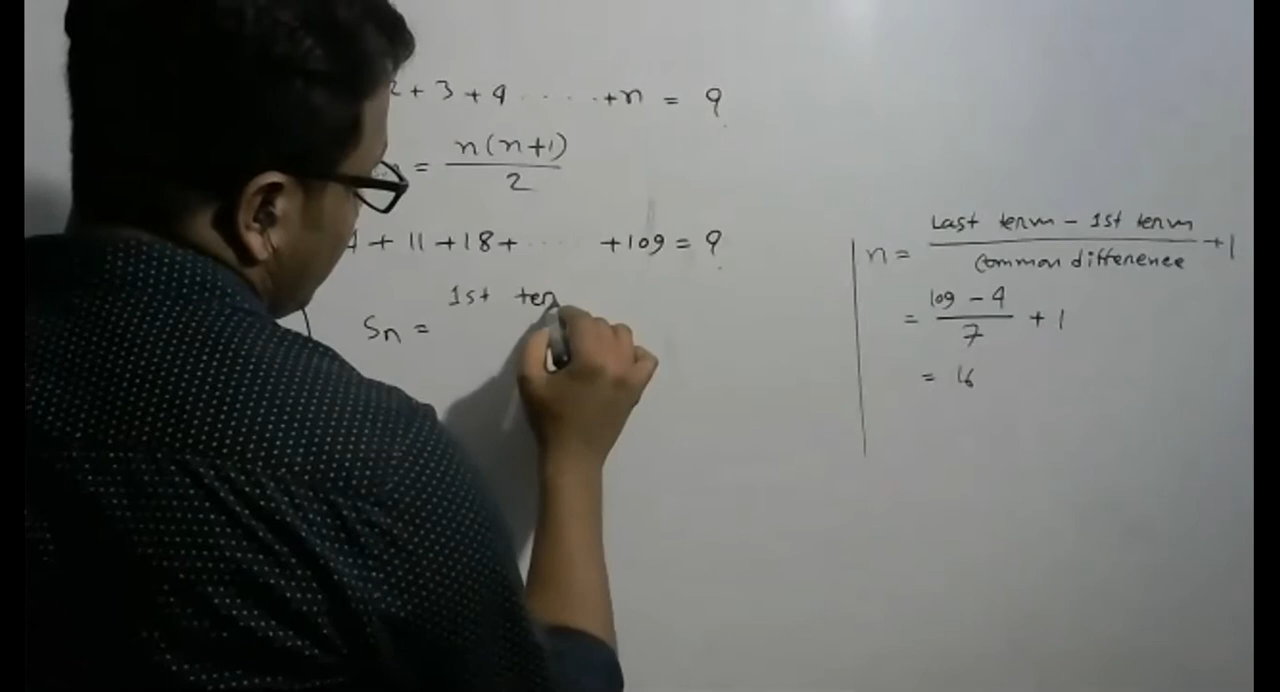 2 + 3 + 4 ..... + n = ?
= n(n+1) / 2
4 + 11 + 18 + ..... + 109 = ?
1st ter
Sn =
n = Last term - 1st term / Common difference + 1
= 109 - 4 / 7 + 1
= 16